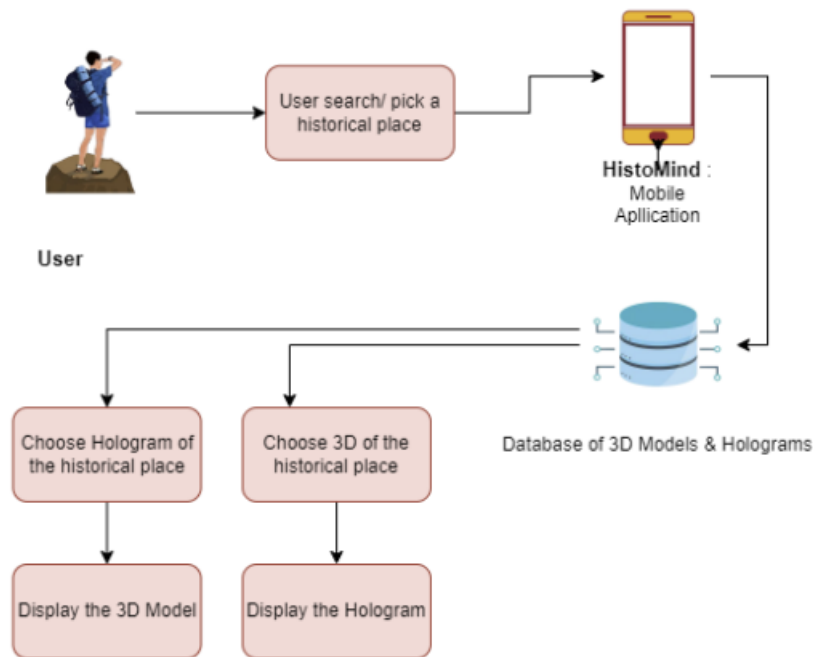 User search/ pick a
historical place
HistoMind :
Mobile
Apllication
User
Database of 3D Models & Holograms
Choose Hologram of
the historical place
Choose 3D of the
historical place
Display the 3D Model
Display the Hologram